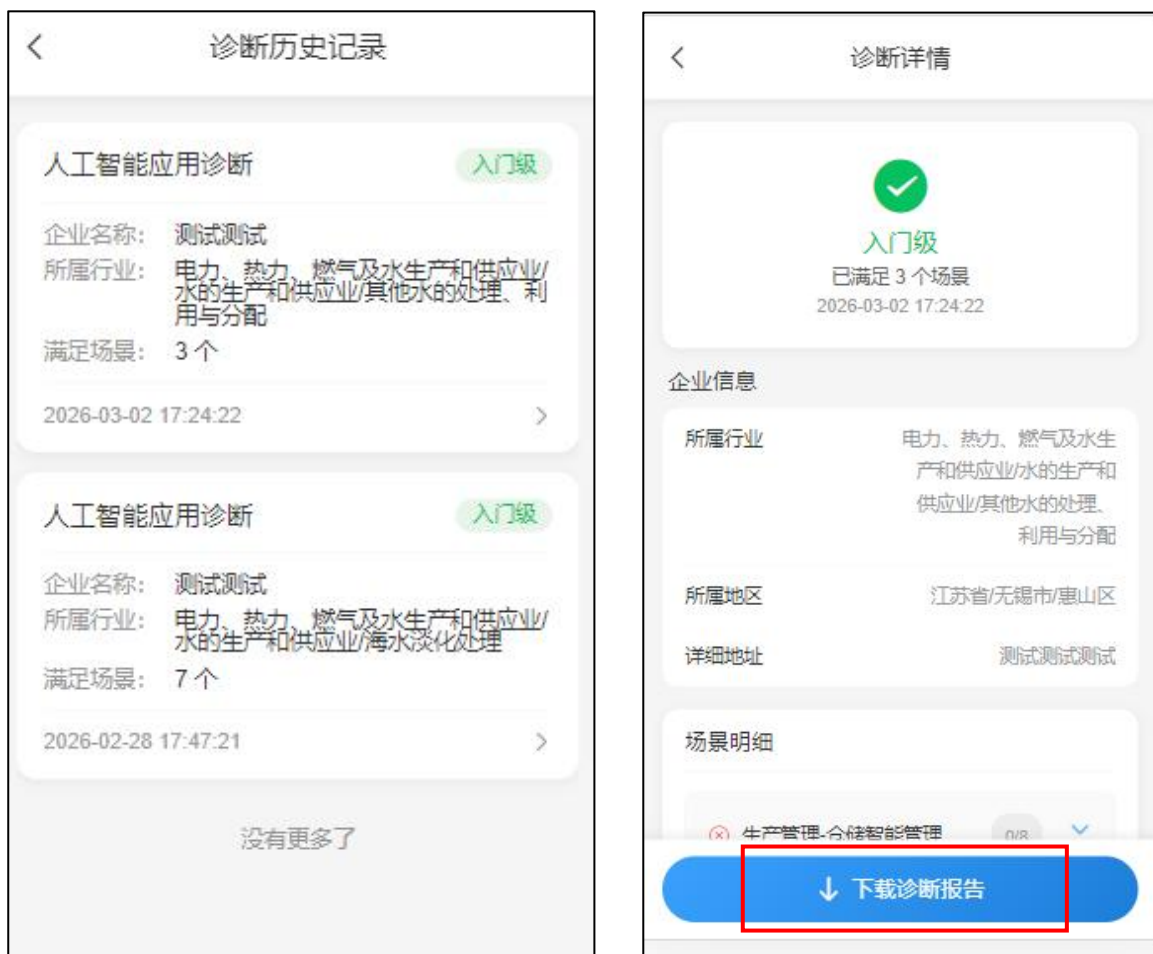 诊断历史记录
人工智能应用诊断
入门级
企业名称: 测试测试
所属行业: 电力、热力、燃气及水生产和供应业/
水的生产和供应业/其他水的处理、利
用与分配
满足场景: 3 个
2026-03-02 17:24:22
人工智能应用诊断
入门级
企业名称: 测试测试
所属行业: 电力、热力、燃气及水生产和供应业/
水的生产和供应业/海水淡化处理
满足场景: 7 个
2026-02-28 17:47:21
没有更多了
诊断详情
入门级
已满足 3 个场景
2026-03-02 17:24:22
企业信息
所属行业 电力、热力、燃气及水生
产和供应业/水的生产和
供应业/其他水的处理、
利用与分配
所属地区 江苏省/无锡市/惠山区
详细地址 测试测试测试
场景明细
生产管理-仓储智能管理 0/8
下载诊断报告